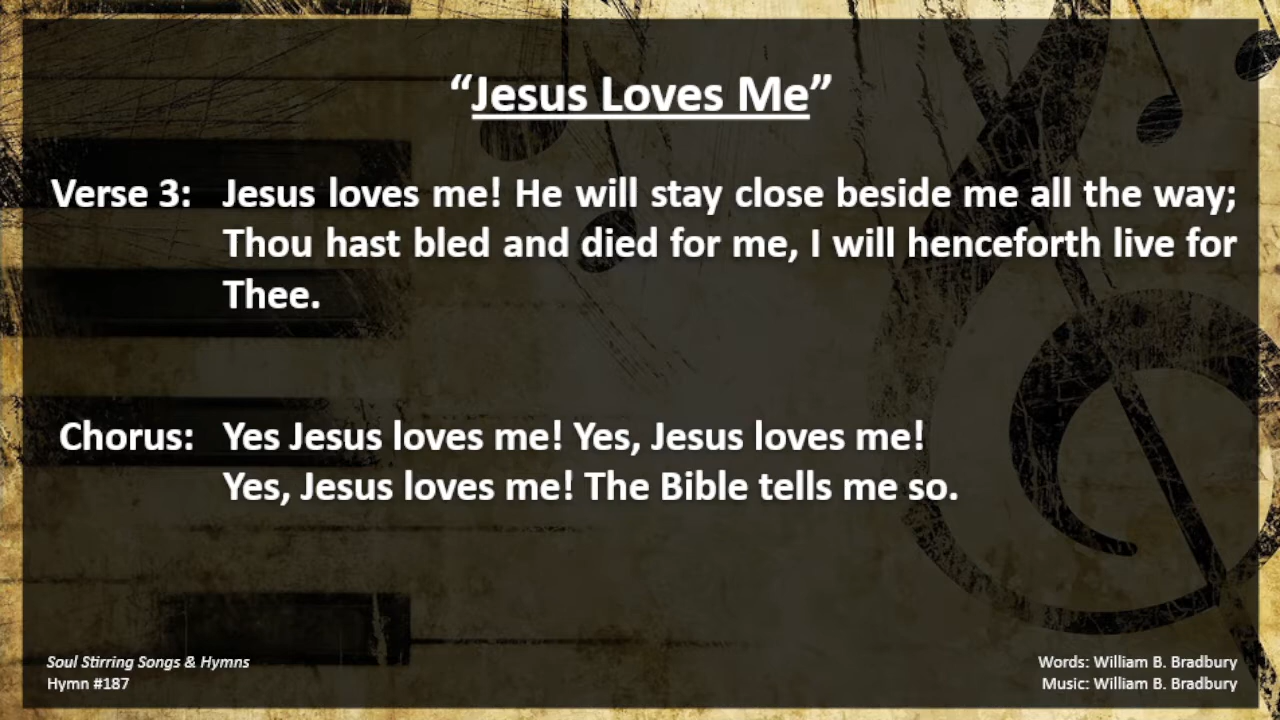 “Jesus Loves Me”
Verse 3: Jesus loves me! He will stay close beside me all the way;
Thou hast bled and died for me, I will henceforth live for
Thee.
Chorus: Yes Jesus loves me! Yes, Jesus loves me!
Yes, Jesus loves me! The Bible tells me so.
Soul Stirring Songs & Hymns
Hymn #187
Words: William B. Bradbury
Music: William B. Bradbury